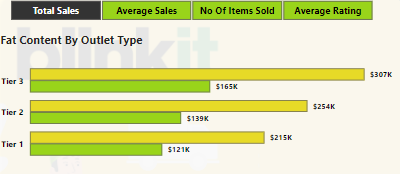 Total Sales Average Sales No Of Items Sold Average Rating
blinkit
Fat Content By Outlet Type
Tier 3 $307K
$165K
Tier 2 $254K
$139K
Tier 1 $215K
$121K